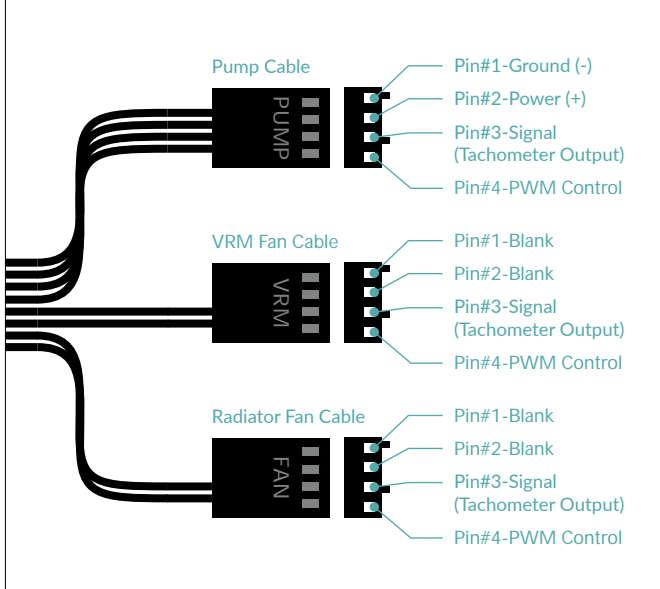 Pump Cable
PUMP
Pin#1-Ground (-)
Pin#2-Power (+)
Pin#3-Signal
(Tachometer Output)
Pin#4-PWM Control
VRM Fan Cable
VRM
Pin#1-Blank
Pin#2-Blank
Pin#3-Signal
(Tachometer Output)
Pin#4-PWM Control
Radiator Fan Cable
FAN
Pin#1-Blank
Pin#2-Blank
Pin#3-Signal
(Tachometer Output)
Pin#4-PWM Control